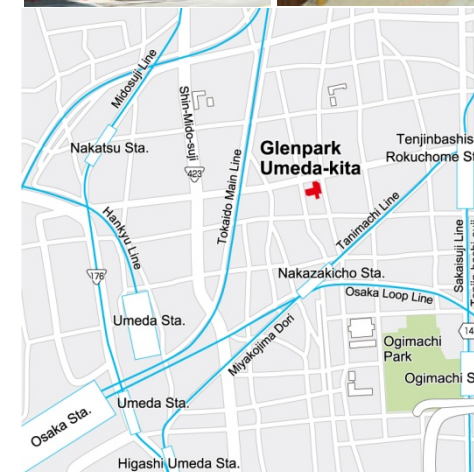 Midosuji Line
Shin-Mido-suji
Nakatsu Sta.
Glenpark
Umeda-kita
Tenjinbashis
Rokuchome S
423
Tokaido Main Line
Tanimachi Line
Hankyu Line
Sakaisuji Line
176
Nakazakicho Sta.
Osaka Loop Line
Umeda Sta.
Miyakojima Dori
14
Ogimachi
Park
Ogimachi S
Osaka Sta.
Umeda Sta.
Higashi Umeda Sta.